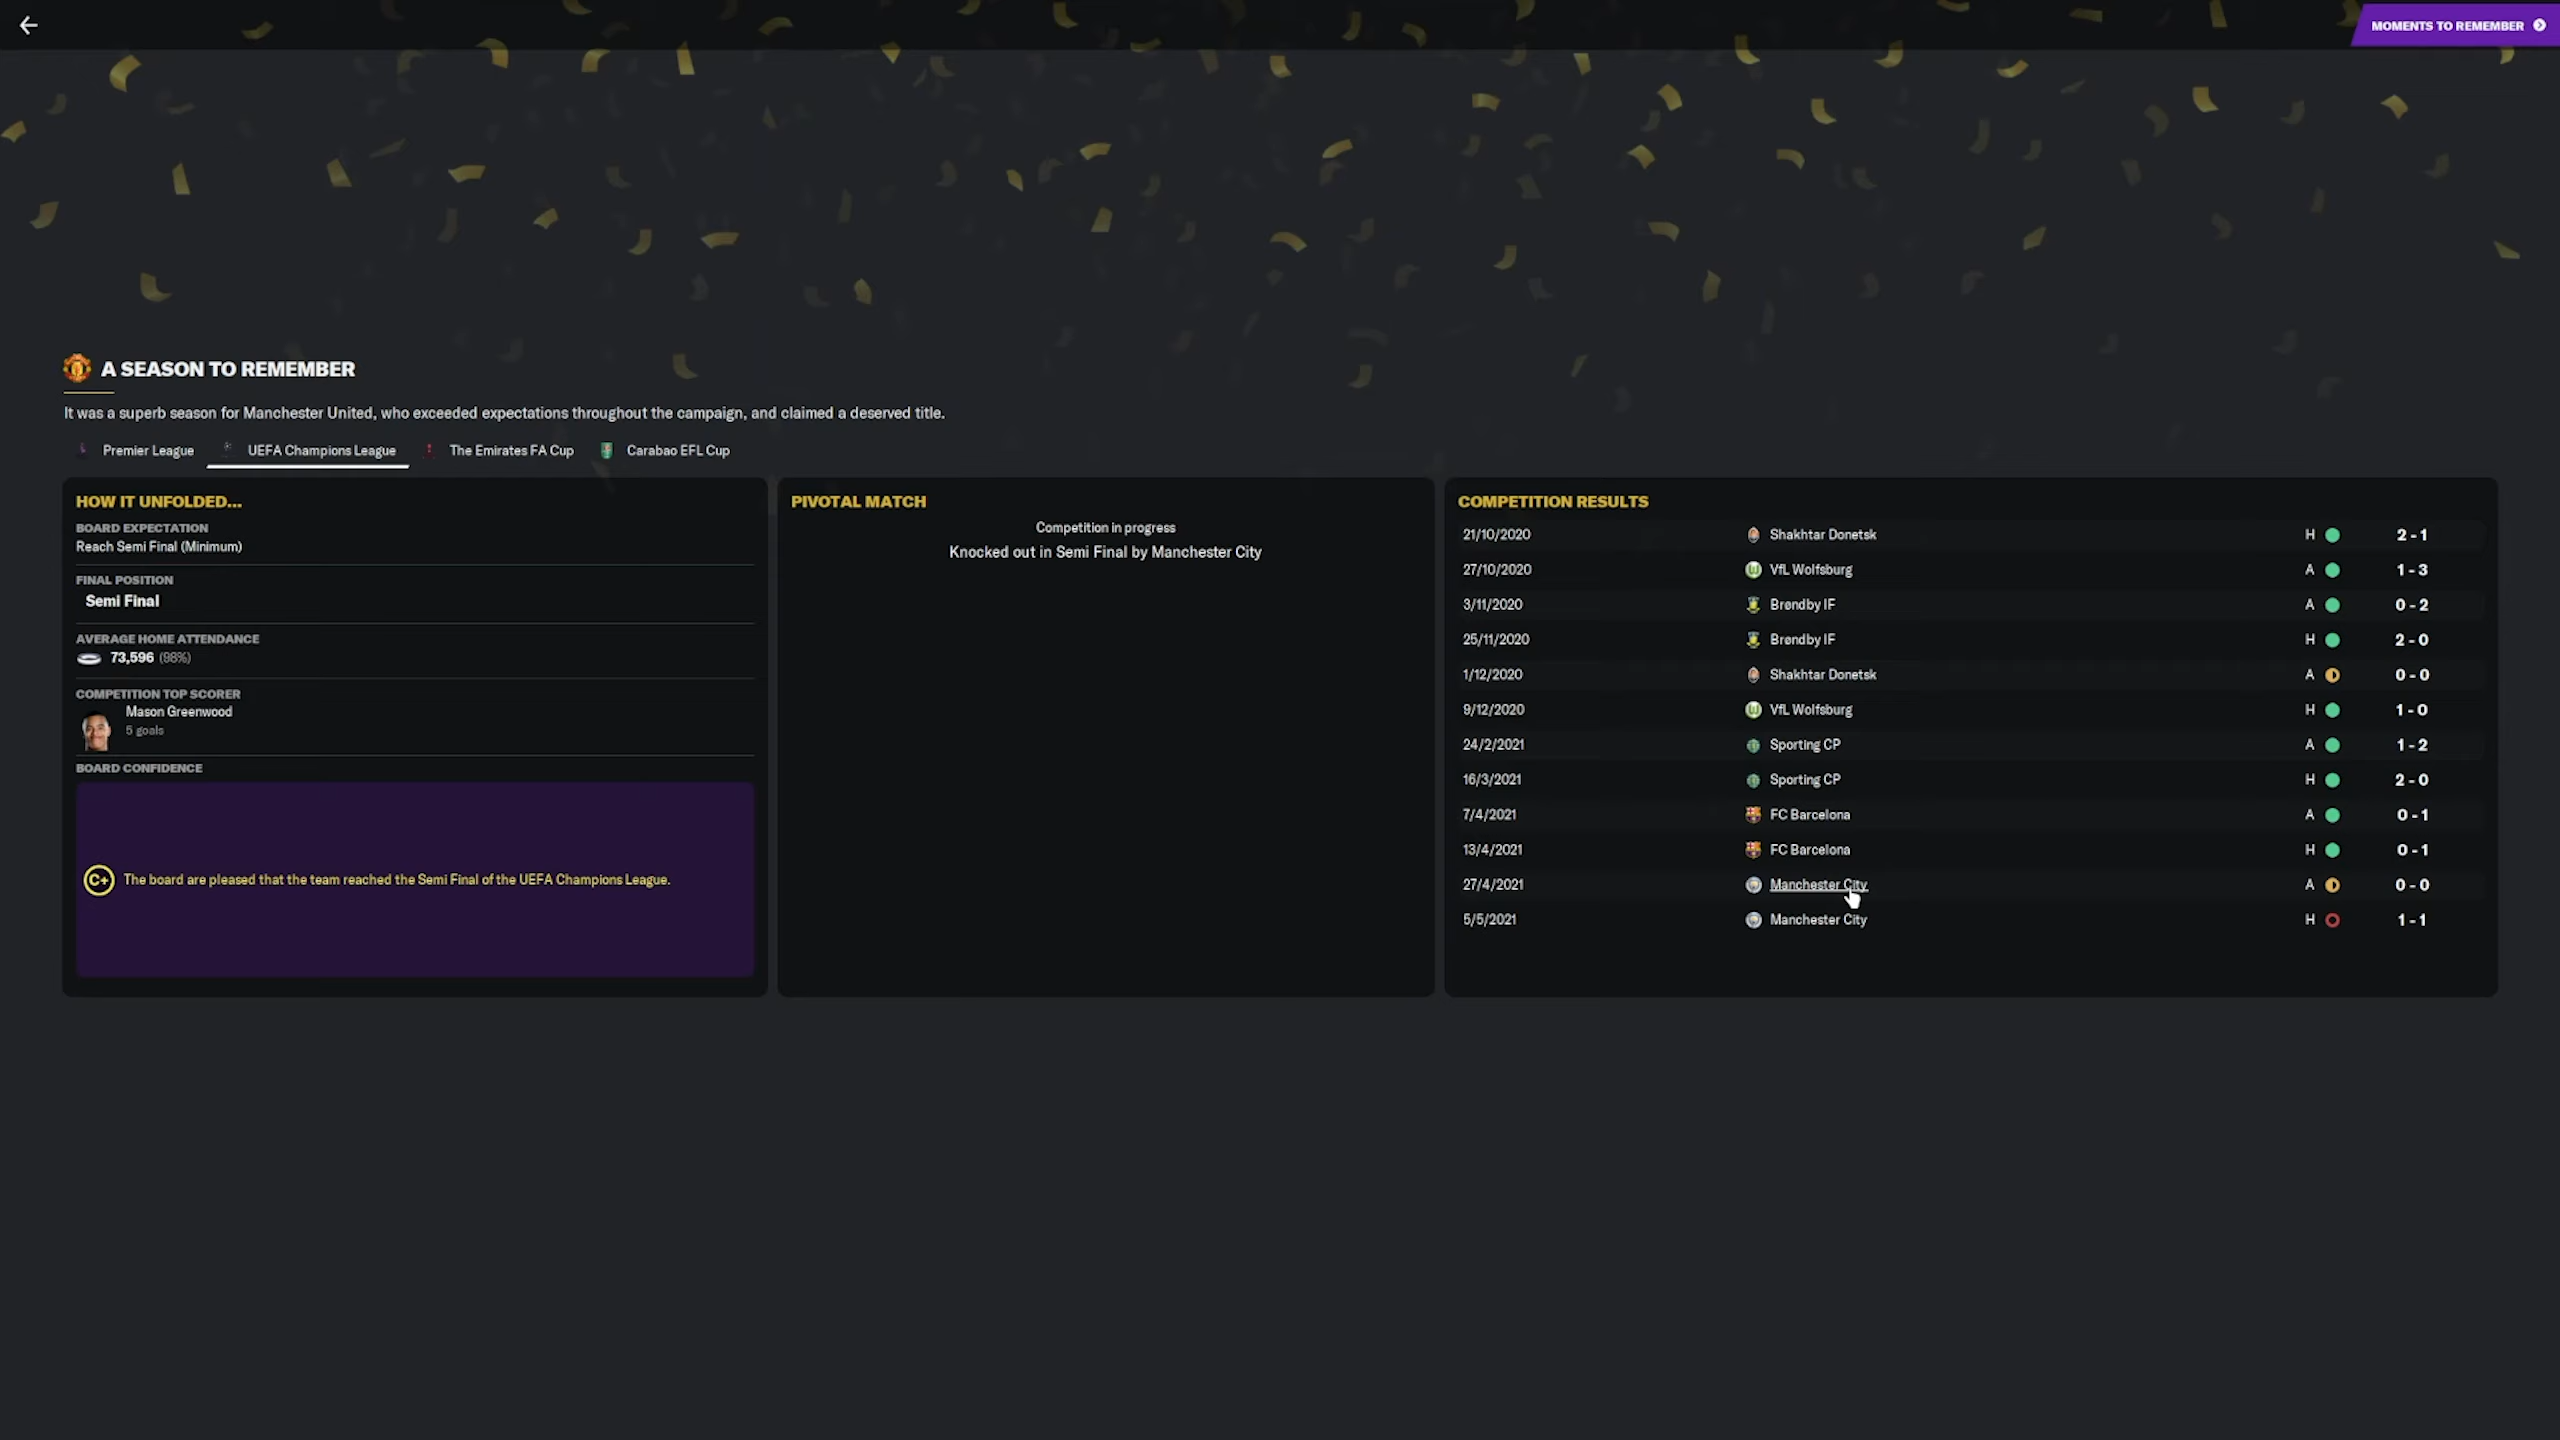 MOMENTS TO REMEMBER
A SEASON TO REMEMBER
It was a superb season for Manchester United, who exceeded expectations throughout the campaign, and claimed a deserved title.
Premier League UEFA Champions League The Emirates FA Cup Carabao EFL Cup
HOW IT UNFOLDED...
BOARD EXPECTATION
Reach Semi Final (Minimum)
FINAL POSITION
Semi Final
AVERAGE HOME ATTENDANCE
73,596 (98%)
COMPETITION TOP SCORER
Mason Greenwood
5 goals
BOARD CONFIDENCE
C+ The board are pleased that the team reached the Semi Final of the UEFA Champions League.
PIVOTAL MATCH
Competition in progress
Knocked out in Semi Final by Manchester City
COMPETITION RESULTS
21/10/2020 Shakhtar Donetsk H 2 - 1
27/10/2020 VfL Wolfsburg A 1 - 3
3/11/2020 Brøndby IF A 0 - 2
25/11/2020 Brøndby IF H 2 - 0
1/12/2020 Shakhtar Donetsk A 0 - 0
9/12/2020 VfL Wolfsburg H 1 - 0
24/2/2021 Sporting CP A 1 - 2
16/3/2021 Sporting CP H 2 - 0
7/4/2021 FC Barcelona A 0 - 1
13/4/2021 FC Barcelona H 0 - 1
27/4/2021 Manchester City A 0 - 0
5/5/2021 Manchester City H 1 - 1